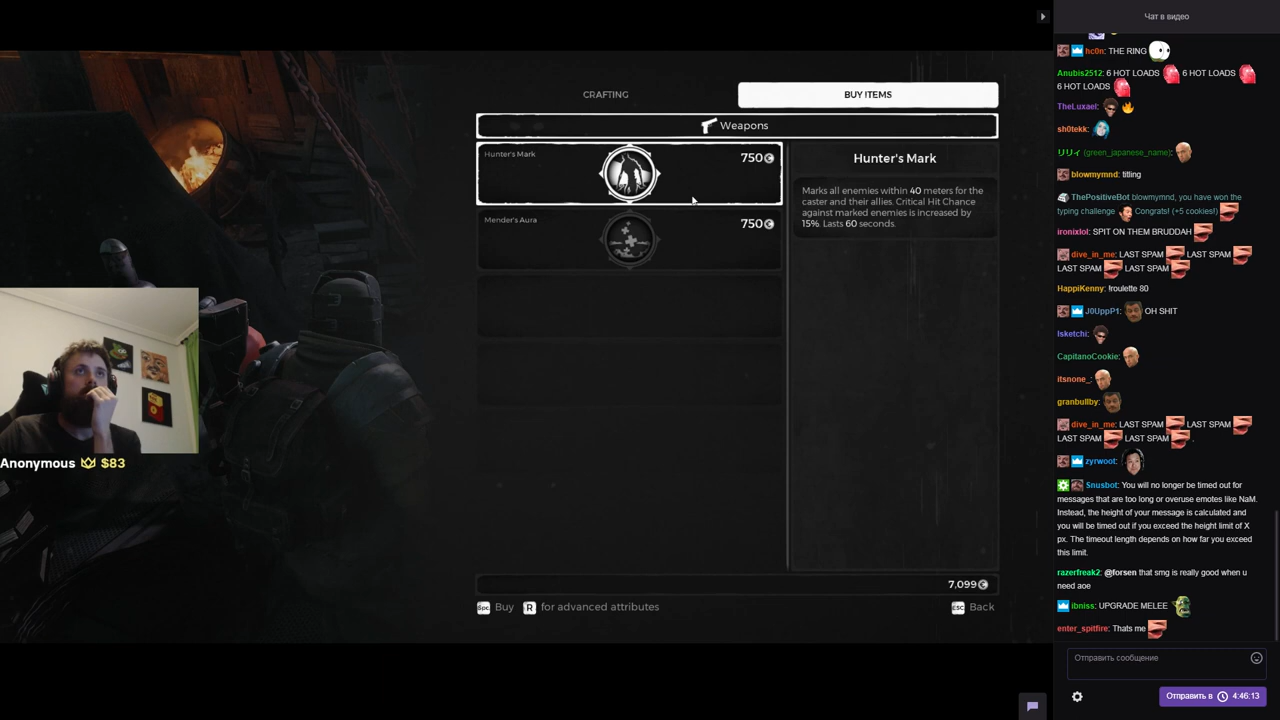 CRAFTING
BUY ITEMS
Weapons
Hunter's Mark
750
Mender's Aura
750
Hunter's Mark
Marks all enemies within 40 meters for the
caster and their allies. Critical Hit Chance
against marked enemies is increased by
15%. Lasts 60 seconds.
7,099
Spc. Buy R for advanced attributes
ESC Back
Anonymous $83
Чат в видео
hc0n: THE RING
Anubis2512: 6 HOT LOADS 6 HOT LOADS
6 HOT LOADS
TheLuxael:
sh0tekk:
リリィ (green_japanese_name):
blowmymnd: titling
ThePositiveBot blowmymnd, you have won the
typing challenge Congrats! (+5 cookies!)
ironixlol: SPIT ON THEM BRUDDAH
dive_in_me: LAST SPAM LAST SPAM
LAST SPAM LAST SPAM
HappiKenny: !roulette 80
J0UppP1: OH SHIT
Isketchi:
CapitanoCookie:
itsnone_:
granbullby:
dive_in_me: LAST SPAM LAST SPAM
LAST SPAM LAST SPAM .
zyrwoot:
Snusbot: You will no longer be timed out for
messages that are too long or overuse emotes like NaM.
Instead, the height of your message is calculated and
you will be timed out if you exceed the height limit of X
px. The timeout length depends on how far you exceed
this limit.
razerfreak2: @forsen that smg is really good when u
need aoe
ibniss: UPGRADE MELEE
enter_spitfire: Thats me
Отправить сообщение
Отправить в 4:46:13